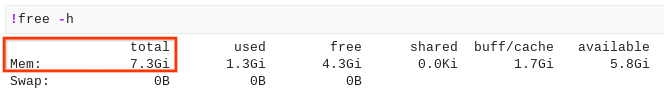 !free -h
total used free shared buff/cache available
Mem: 7.3Gi 1.3Gi 4.3Gi 0.0Ki 1.7Gi 5.8Gi
Swap: 0B 0B 0B